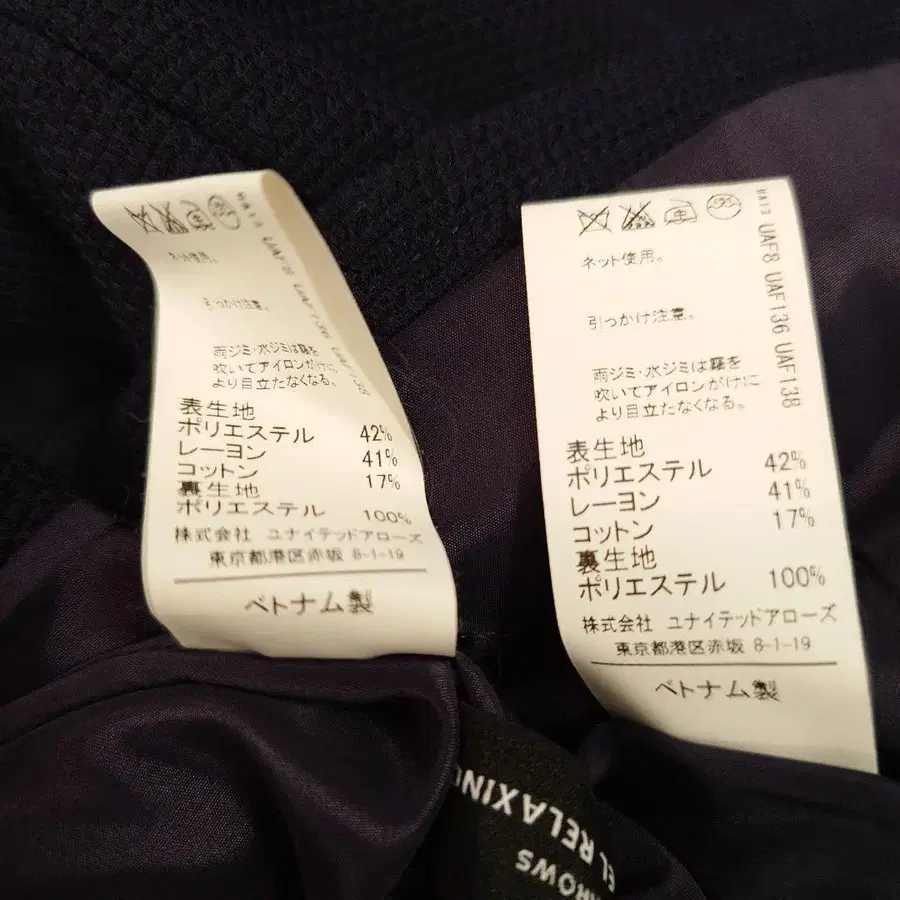 ネット使用。
引っかけ注意。
雨ジミ・水ジミは霧を
吹いてアイロンがけに
より目立たなくなる。
表生地
ポリエステル 42%
レーヨン 41%
コットン 17%
裏生地
ポリエステル 100%
株式会社 ユナイテッドアローズ
東京都港区赤坂 8-1-19
ベトナム製
UA13 UAF8 UAF136 UAF138
ネット使用。
引っかけ注意。
雨ジミ・水ジミは霧を
吹いてアイロンがけに
より目立たなくなる。
表生地
ポリエステル 42%
レーヨン 41%
コットン 17%
裏生地
ポリエステル 100%
株式会社 ユナイテッドアローズ
東京都港区赤坂 8-1-19
ベトナム製
UA13 UAF8 UAF136 UAF138
ROWS
EL RELAXIN